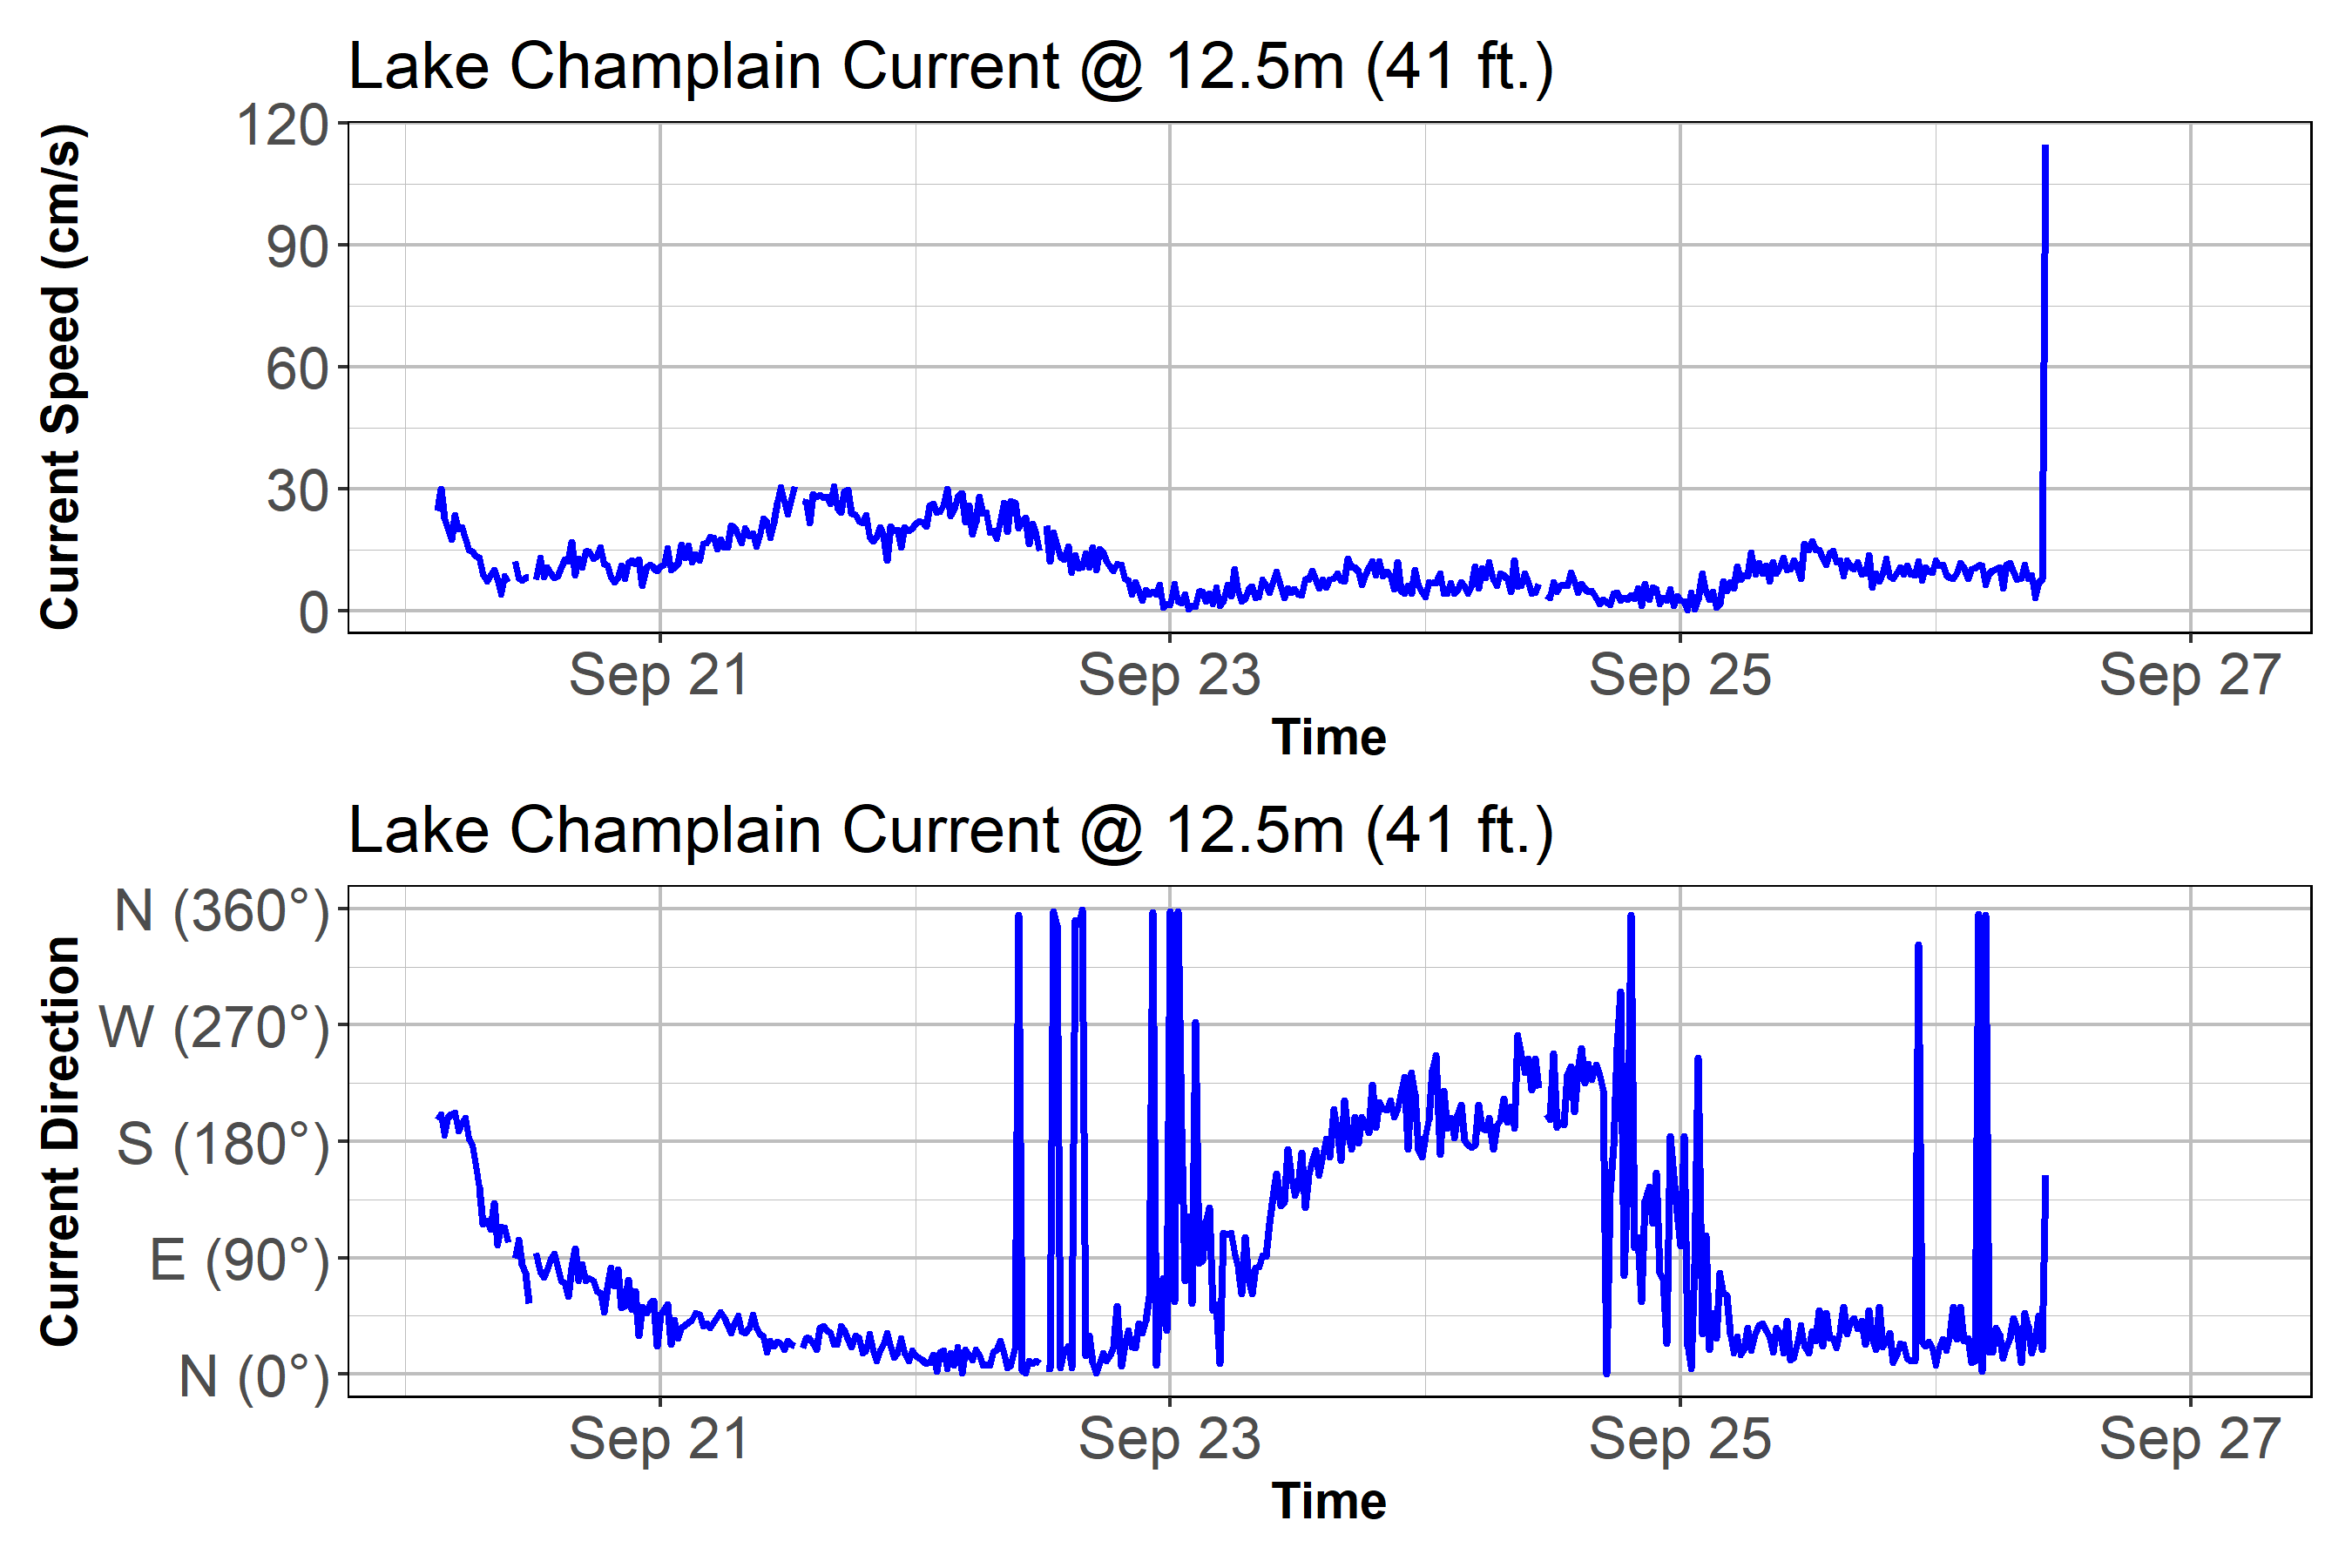 Lake Champlain Current @ 12.5m (41 ft.)
Current Speed (cm/s)
120
90
60
30
0
Sep 21 Sep 23 Sep 25 Sep 27
Time
Lake Champlain Current @ 12.5m (41 ft.)
Current Direction
N (360°)
W (270°)
S (180°)
E (90°)
N (0°)
Sep 21 Sep 23 Sep 25 Sep 27
Time